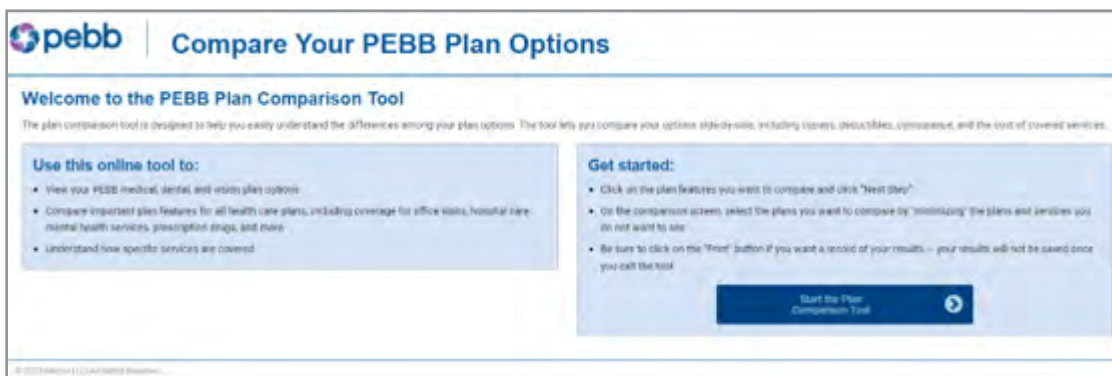 pebb
Compare Your PEBB Plan Options
Welcome to the PEBB Plan Comparison Tool
The plan comparison tool is designed to help you easily understand the differences among your plan options. The tool lets you compare your options side-by-side, including copays, deductibles, coinsurance, and the cost of covered services.
Use this online tool to:
• View your PEBB medical, dental, and vision plan options
• Compare important plan features for all health care plans, including coverage for office visits, hospital care
mental health services, prescription drugs, and more
• Understand how specific services are covered
Get started:
• Click on the plan features you want to compare and click "Next Step"
• On the comparison screen, select the plans you want to compare by "minimizing" the plans and services you
do not want to see
• Be sure to click on the "Print" button if you want a record of your results – your results will not be saved once
you exit the tool
Start the Plan
Comparison Tool